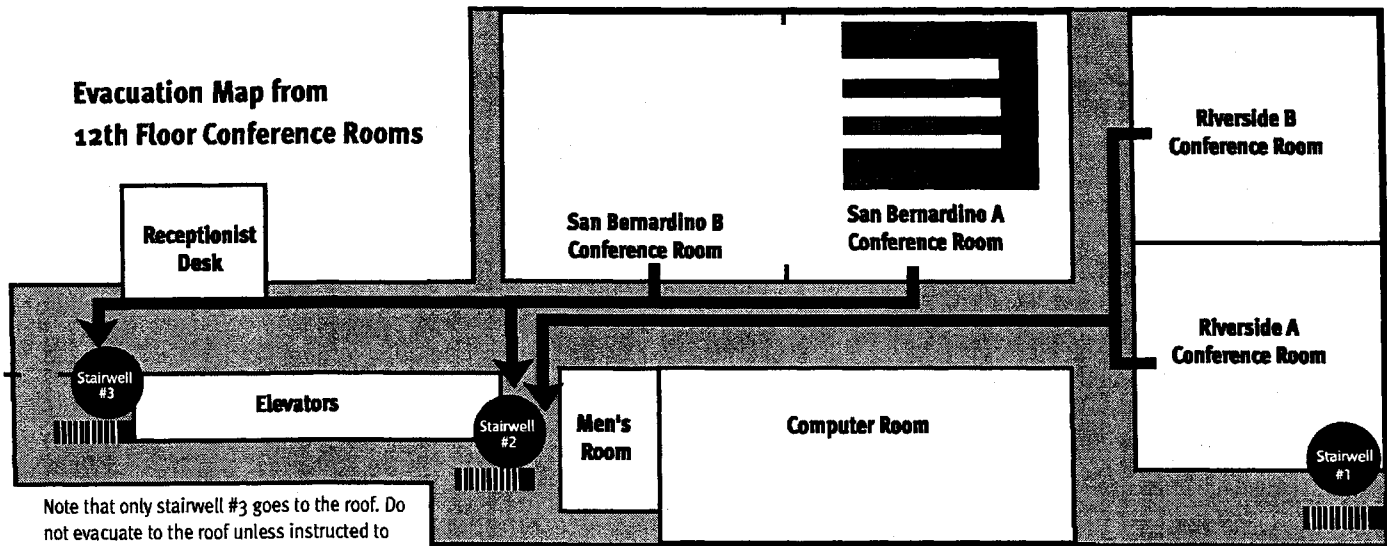 Evacuation Map from
12th Floor Conference Rooms
Receptionist
Desk
San Bernardino B
Conference Room
San Bernardino A
Conference Room
Riverside B
Conference Room
Riverside A
Conference Room
Stairwell
#3
Elevators
Stairwell
#2
Men's
Room
Computer Room
Stairwell
#1
Note that only stairwell #3 goes to the roof. Do
not evacuate to the roof unless instructed to